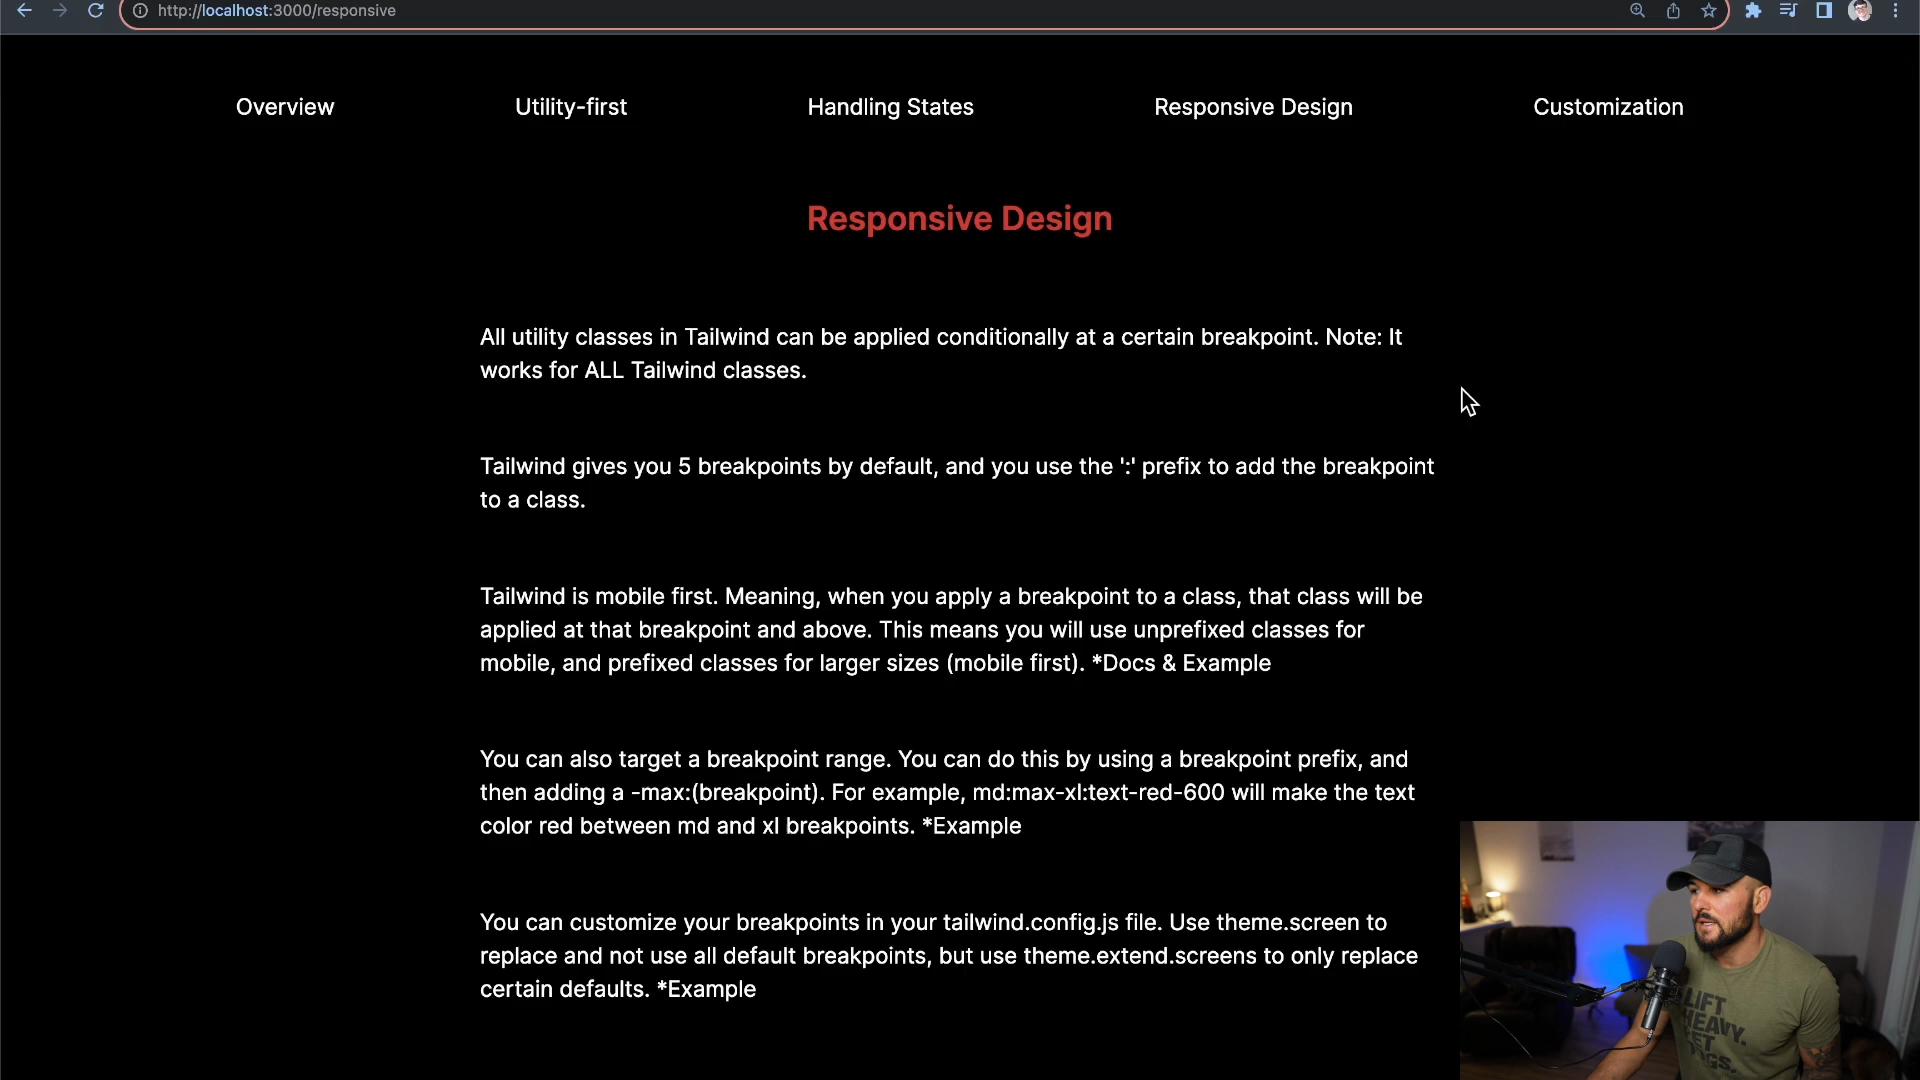 http://localhost:3000/responsive
Overview
Utility-first
Handling States
Responsive Design
Customization
Responsive Design
All utility classes in Tailwind can be applied conditionally at a certain breakpoint. Note: It
works for ALL Tailwind classes.
Tailwind gives you 5 breakpoints by default, and you use the ':' prefix to add the breakpoint
to a class.
Tailwind is mobile first. Meaning, when you apply a breakpoint to a class, that class will be
applied at that breakpoint and above. This means you will use unprefixed classes for
mobile, and prefixed classes for larger sizes (mobile first). *Docs & Example
You can also target a breakpoint range. You can do this by using a breakpoint prefix, and
then adding a -max:(breakpoint). For example, md:max-xl:text-red-600 will make the text
color red between md and xl breakpoints. *Example
You can customize your breakpoints in your tailwind.config.js file. Use theme.screen to
replace and not use all default breakpoints, but use theme.extend.screens to only replace
certain defaults. *Example
LIFT
HEAVY.